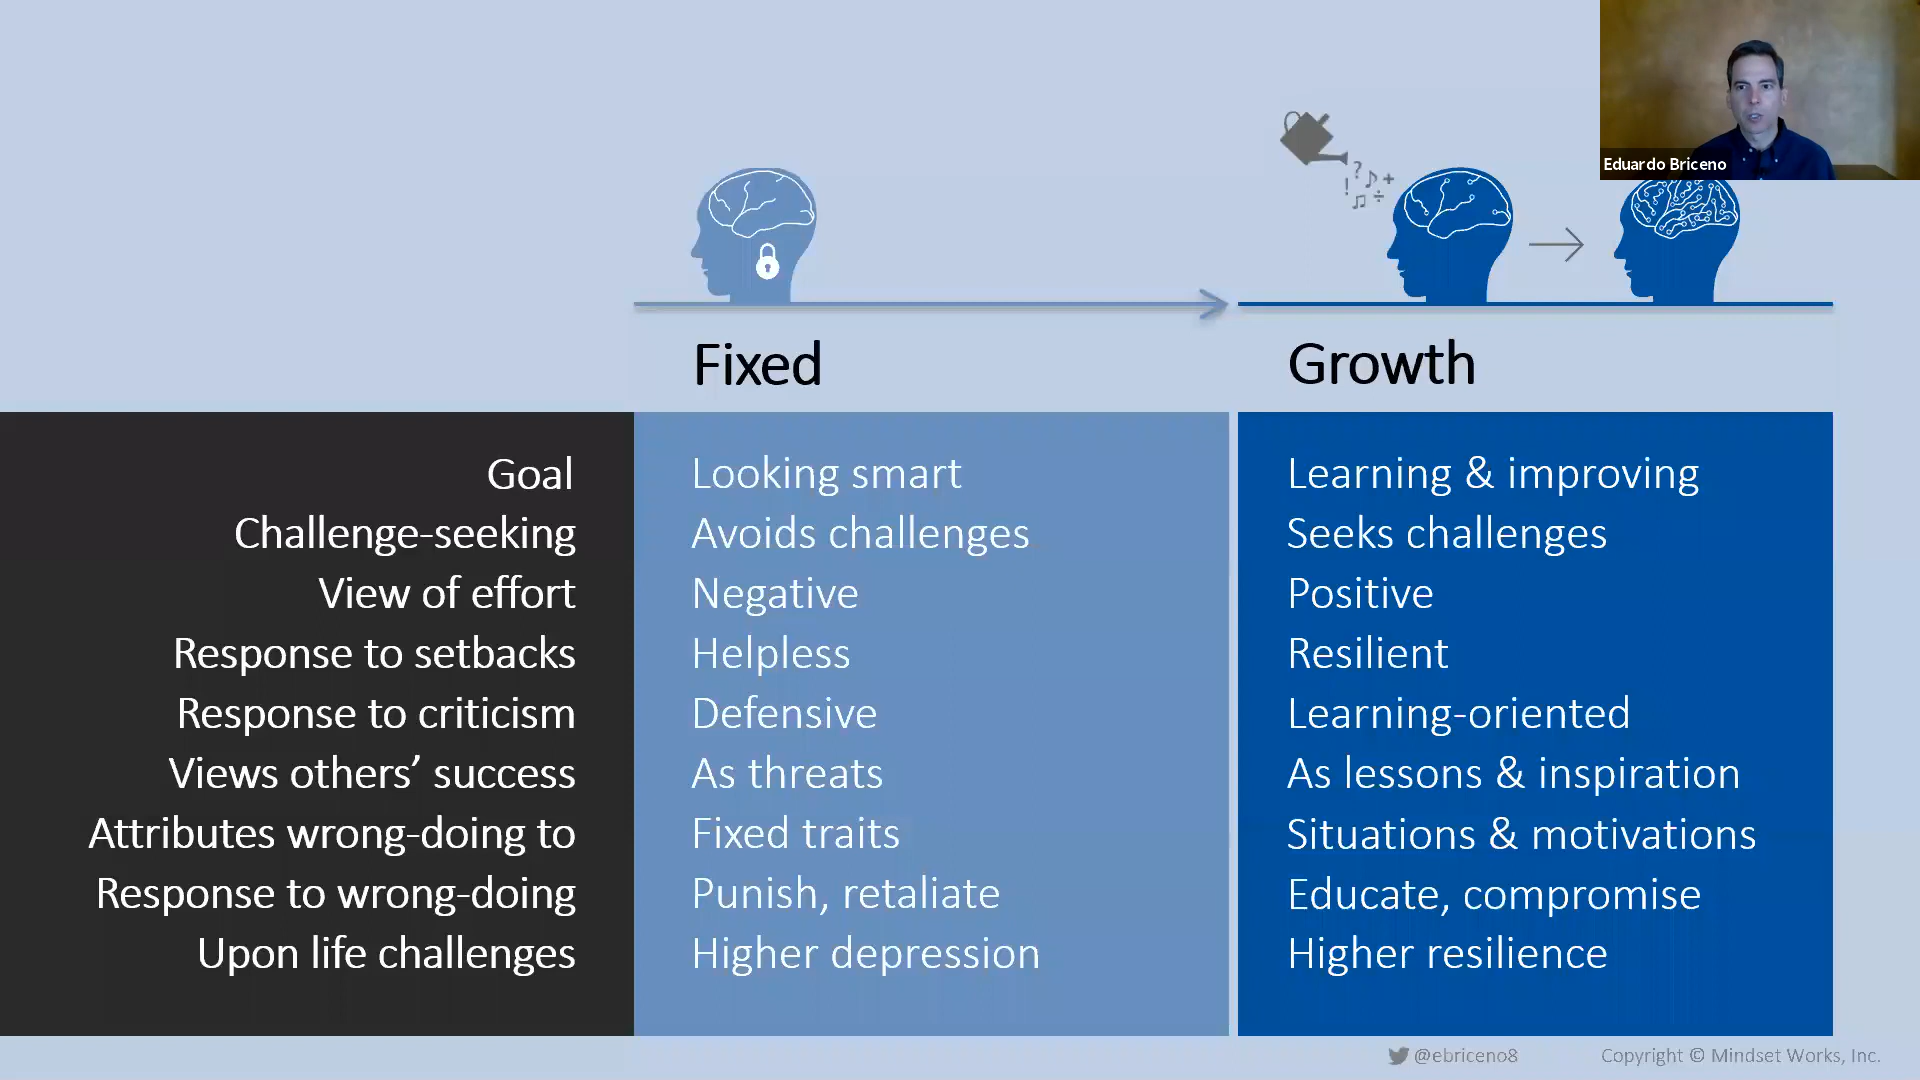 Eduardo Briceno
Fixed
Growth
Goal
Looking smart
Learning & improving
Challenge-seeking
Avoids challenges
Seeks challenges
View of effort
Negative
Positive
Response to setbacks
Helpless
Resilient
Response to criticism
Defensive
Learning-oriented
Views others’ success
As threats
As lessons & inspiration
Attributes wrong-doing to
Fixed traits
Situations & motivations
Response to wrong-doing
Punish, retaliate
Educate, compromise
Upon life challenges
Higher depression
Higher resilience
@ebriceno8
Copyright © Mindset Works, Inc.